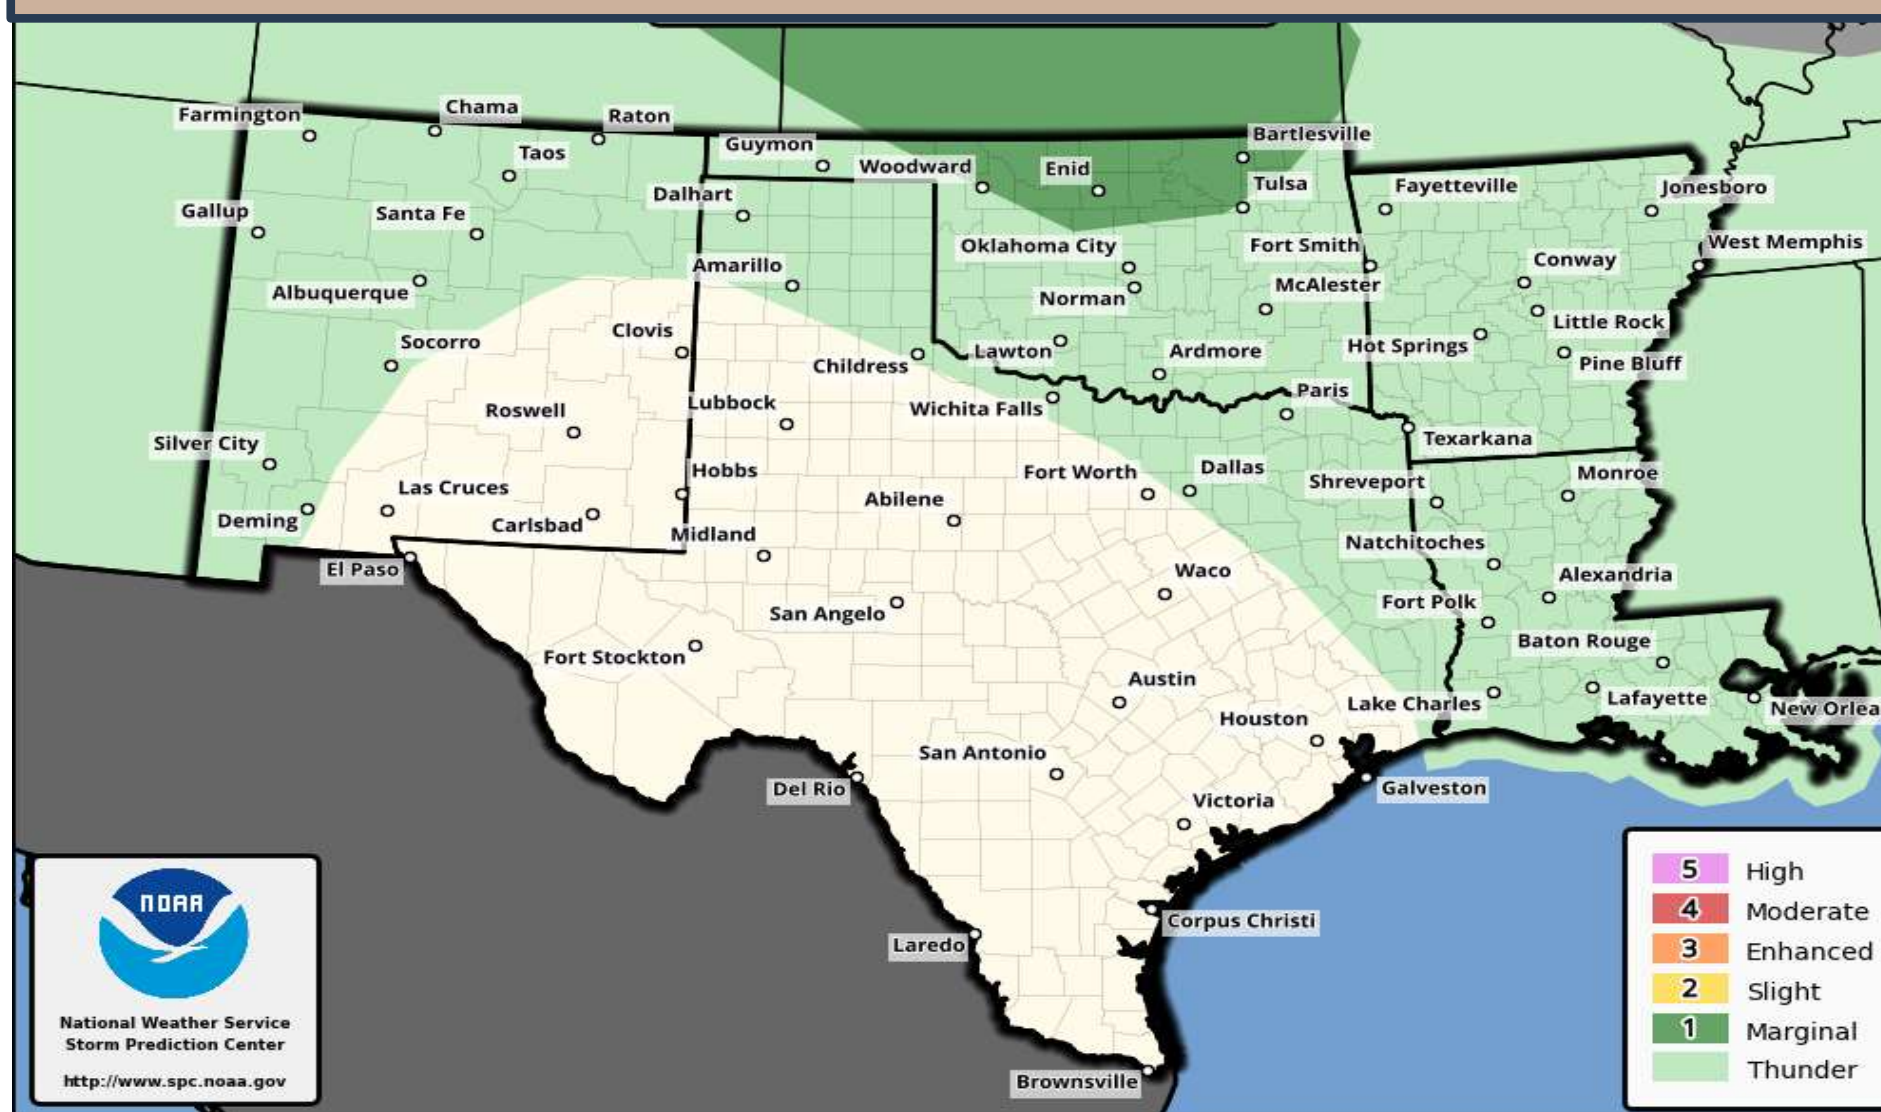 Farmington
Chama
Raton
Taos
Guymon
Woodward
Enid
Bartlesville
Tulsa
Fayetteville
Jonesboro
Dalhart
Gallup
Santa Fe
Oklahoma City
Fort Smith
West Memphis
Conway
Amarillo
Albuquerque
Norman
McAlester
Little Rock
Clovis
Socorro
Childress
Lawton
Ardmore
Hot Springs
Pine Bluff
Roswell
Lubbock
Wichita Falls
Paris
Texarkana
Silver City
Hobbs
Fort Worth
Dallas
Shreveport
Monroe
Las Cruces
Abilene
Deming
Carlsbad
Midland
Natchitoches
El Paso
Waco
Alexandria
San Angelo
Fort Polk
Fort Stockton
Baton Rouge
Austin
Lake Charles
Lafayette
New Orlea
Houston
San Antonio
Del Rio
Galveston
Victoria
Corpus Christi
Laredo
Brownsville
NOAA
National Weather Service
Storm Prediction Center
http://www.spc.noaa.gov
5 High
4 Moderate
3 Enhanced
2 Slight
1 Marginal
Thunder